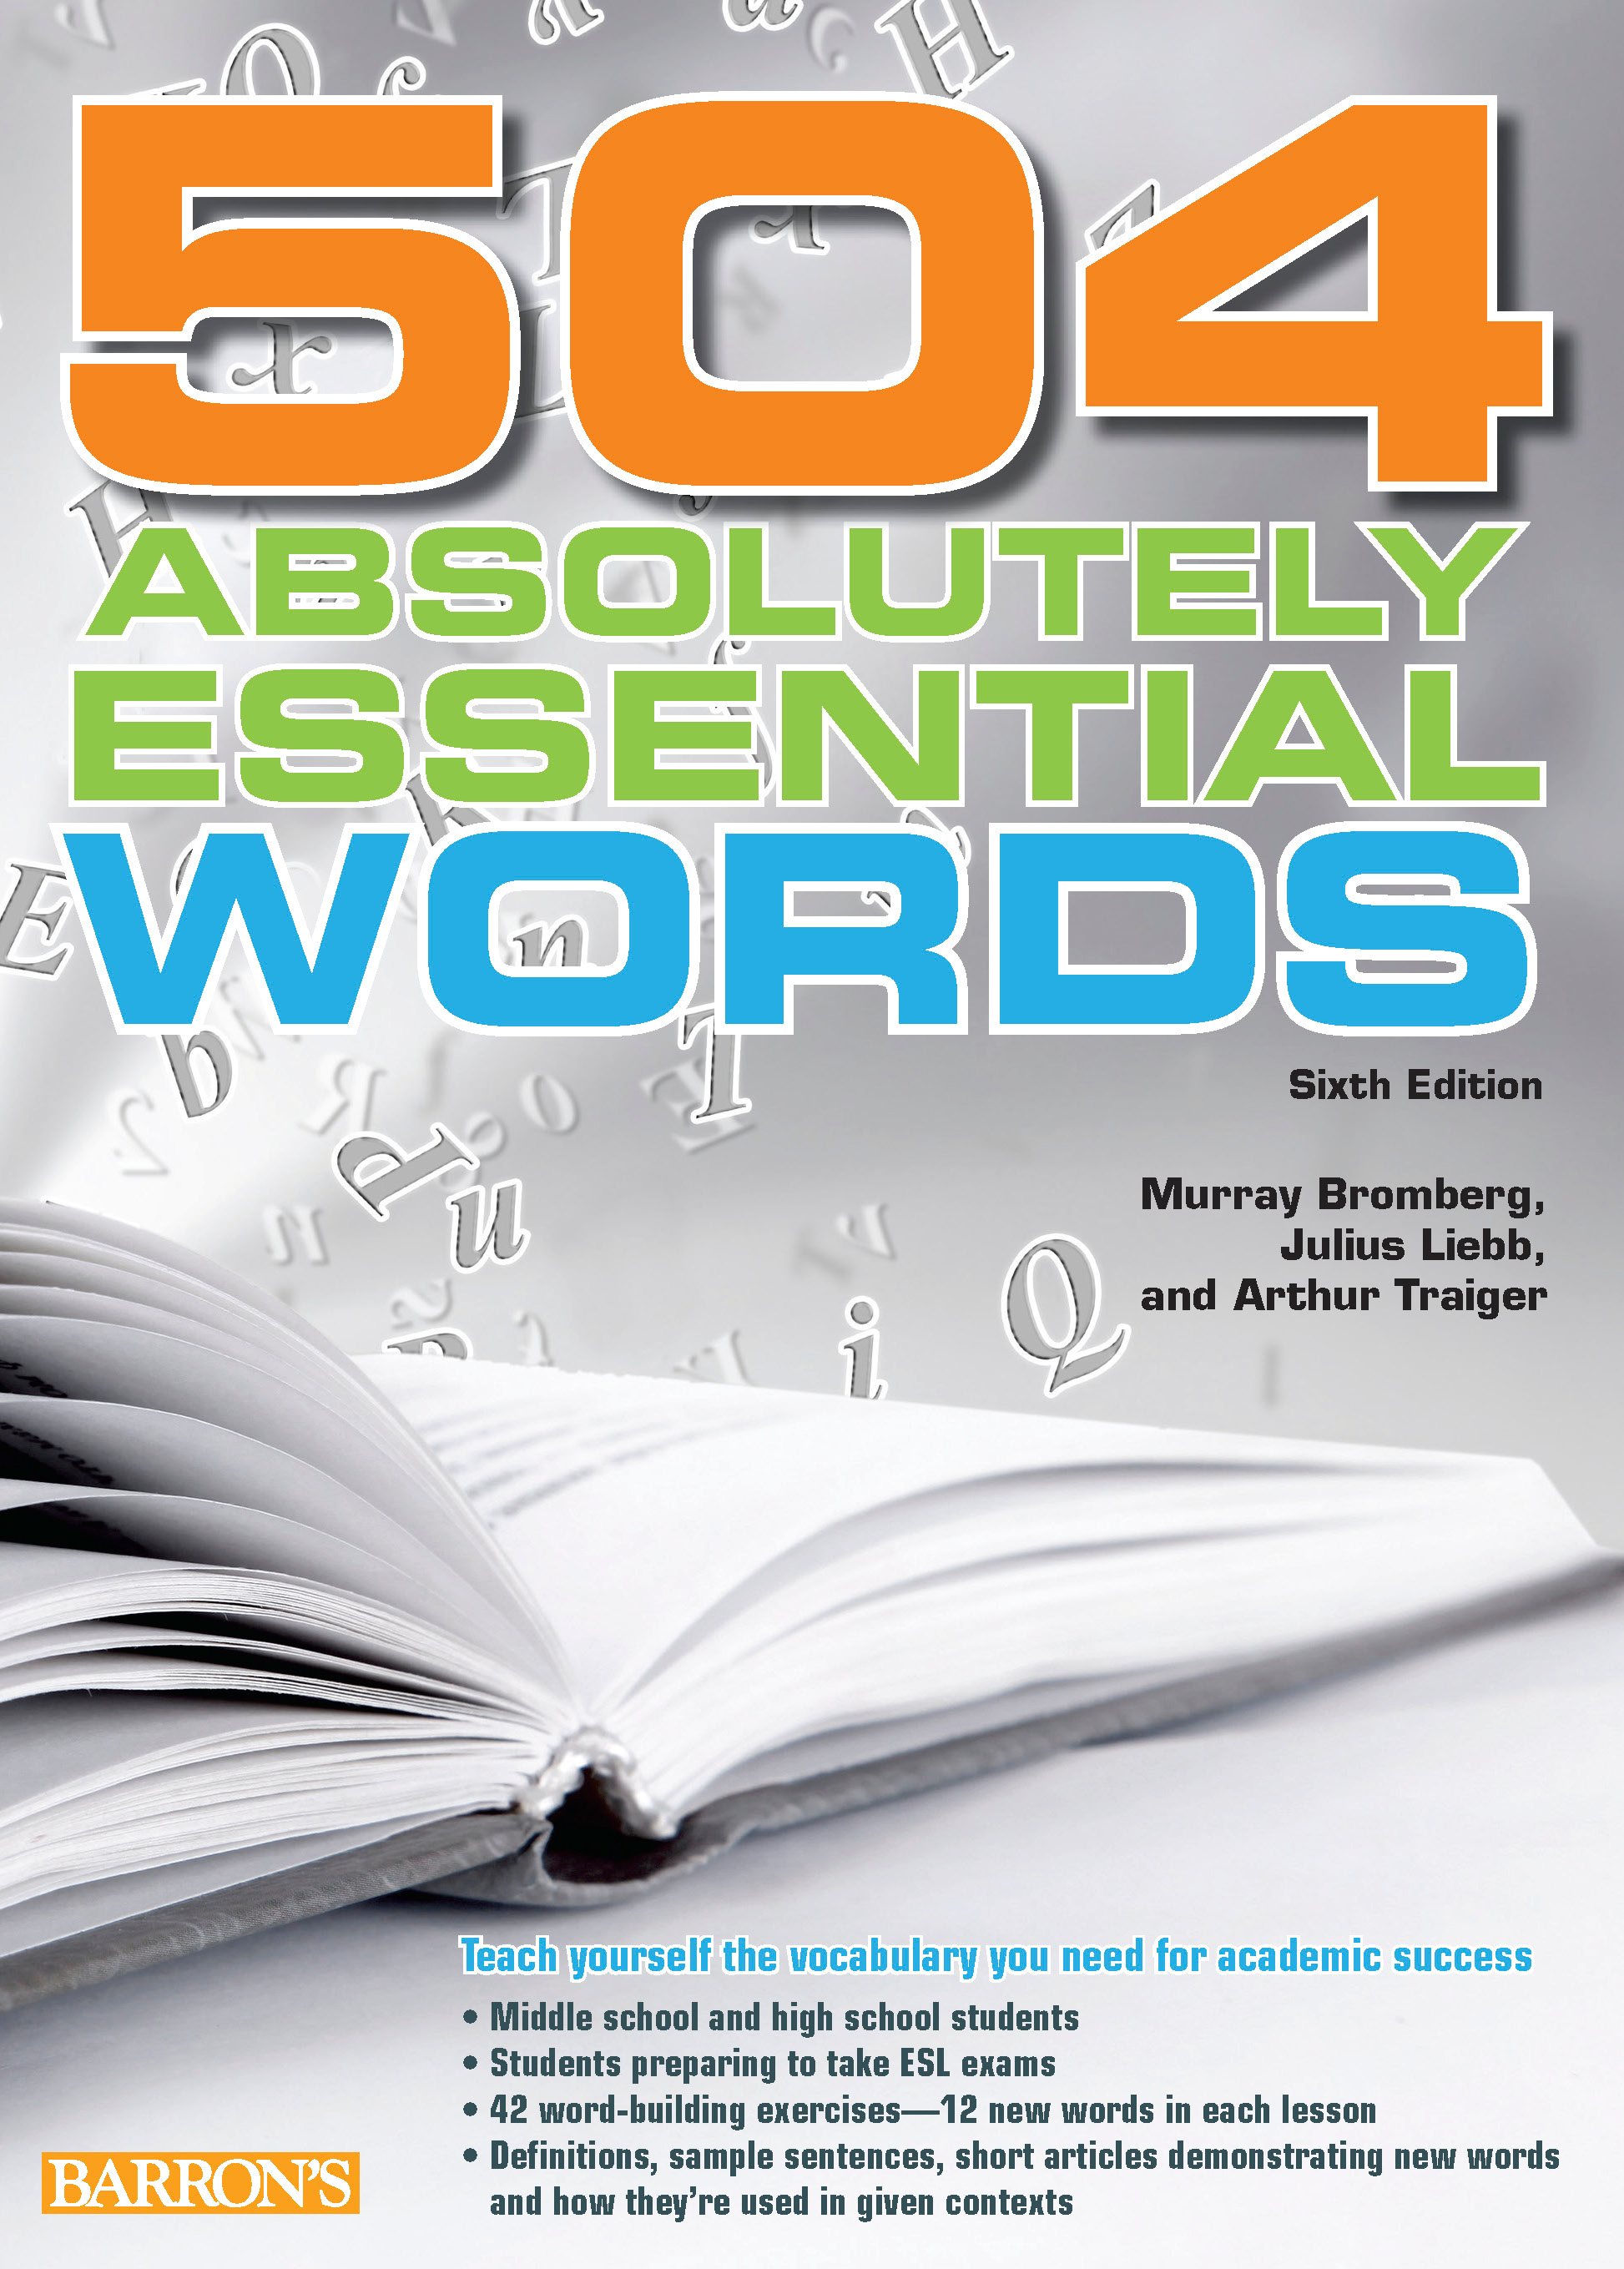 504
ABSOLUTELY
ESSENTIAL
WORDS
Sixth Edition
Murray Bromberg,
Julius Liebb,
and Arthur Traiger
Teach yourself the vocabulary you need for academic success
• Middle school and high school students
• Students preparing to take ESL exams
• 42 word-building exercises—12 new words in each lesson
• Definitions, sample sentences, short articles demonstrating new words
and how they're used in given contexts
BARRON'S